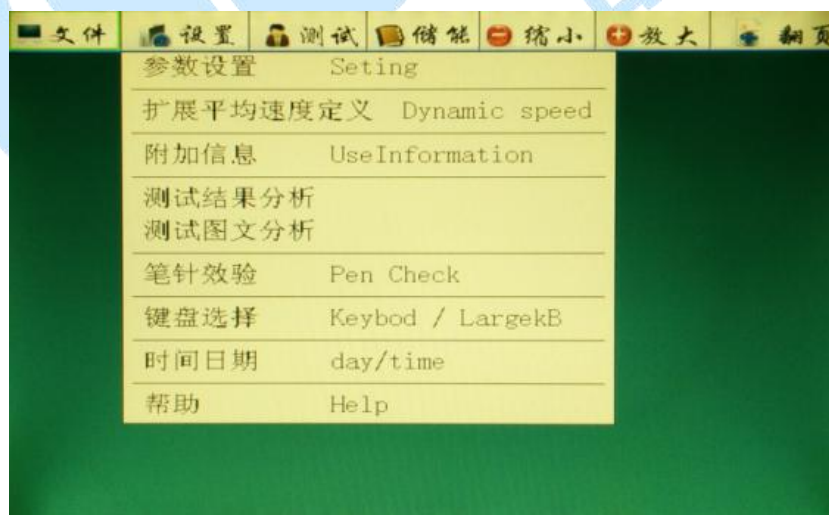 文件 设置 测试 储能 缩小 放大 翻页
参数设置 Seting
扩展平均速度定义 Dynamic speed
附加信息 UseInformation
测试结果分析
测试图文分析
笔针效验 Pen Check
键盘选择 Keybod / LargekB
时间日期 day/time
帮助 Help